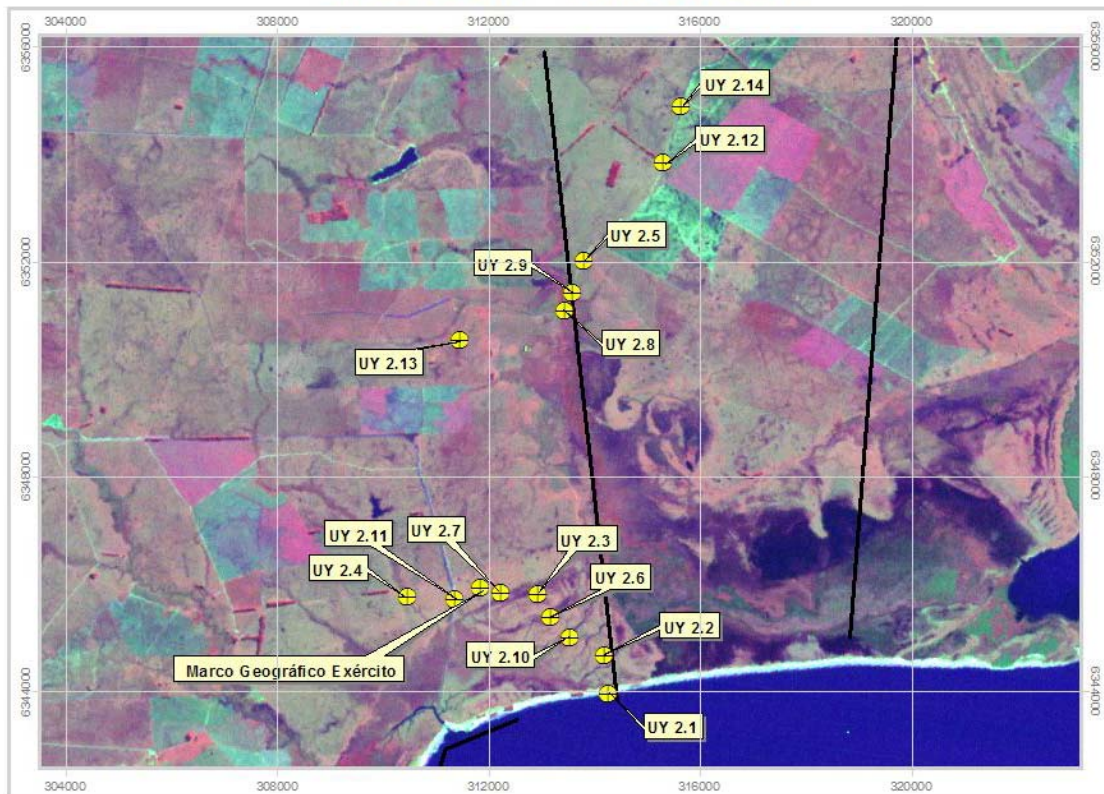 304000 308000 312000 316000 320000
6356000
6356000
UY 2.14
UY 2.12
UY 2.5
UY 2.9
6352000
6352000
UY 2.8
UY 2.13
6348000
6348000
UY 2.7
UY 2.11
UY 2.3
UY 2.4
UY 2.6
UY 2.2
UY 2.10
Marco Geográfico Exército
6344000
6344000
UY 2.1
304000 308000 312000 316000 320000